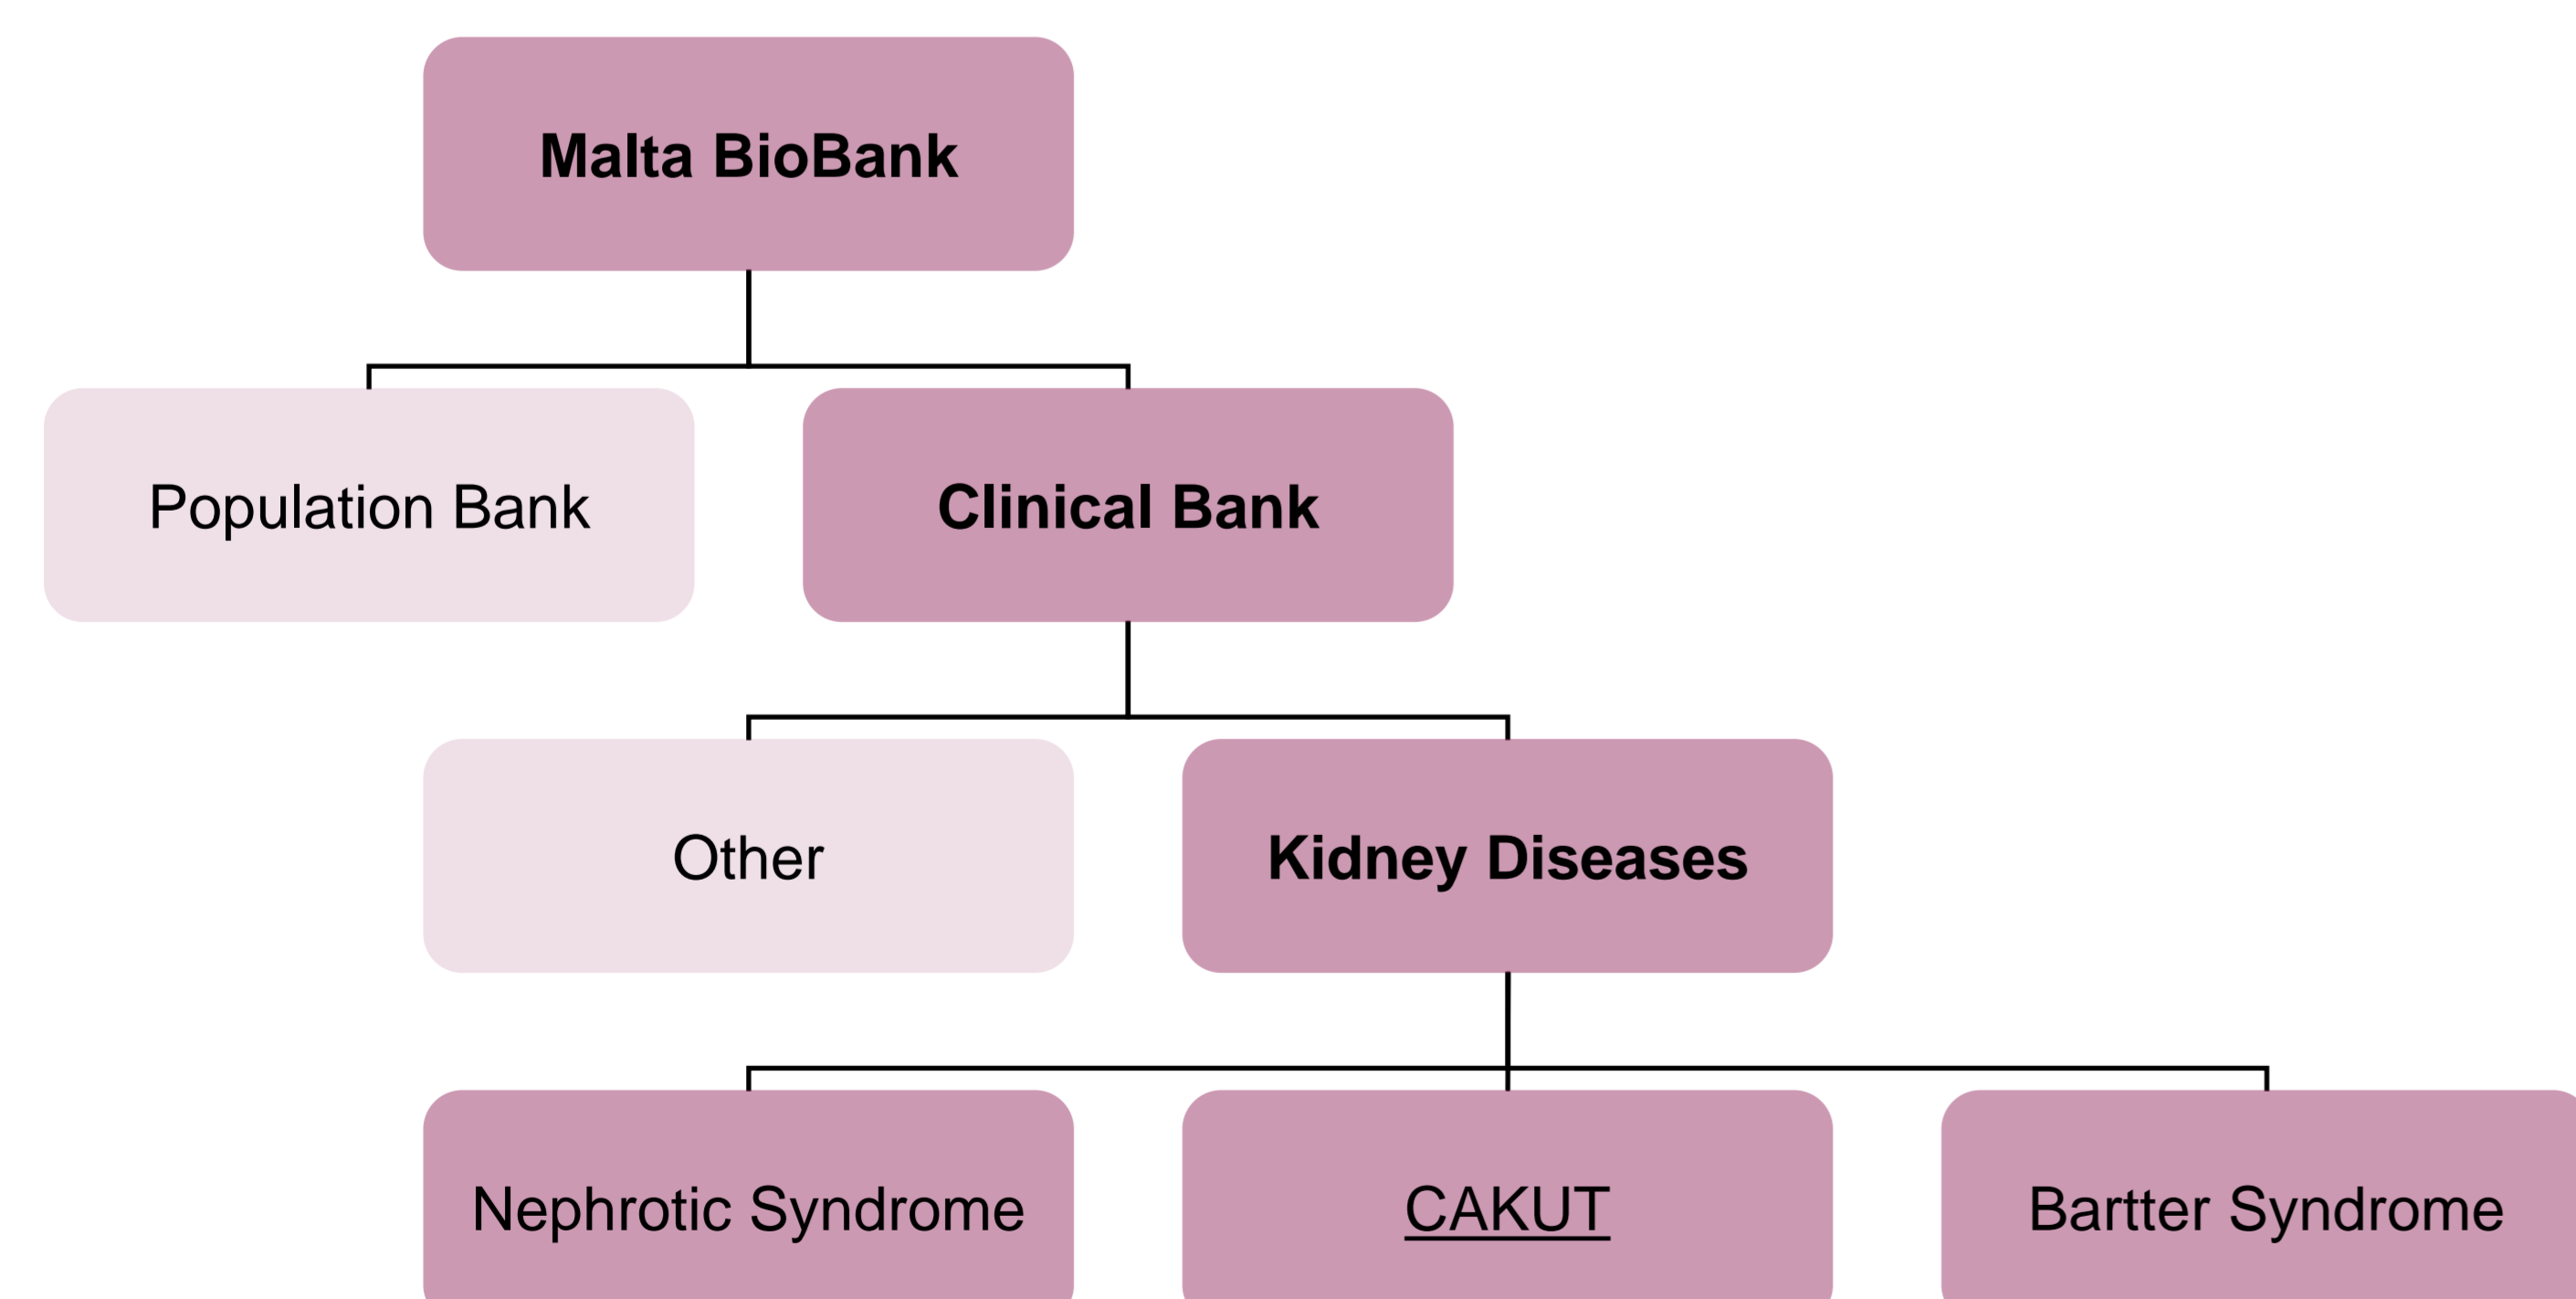 Malta BioBank
Population Bank
Clinical Bank
Other
Kidney Diseases
Nephrotic Syndrome
CAKUT
Bartter Syndrome